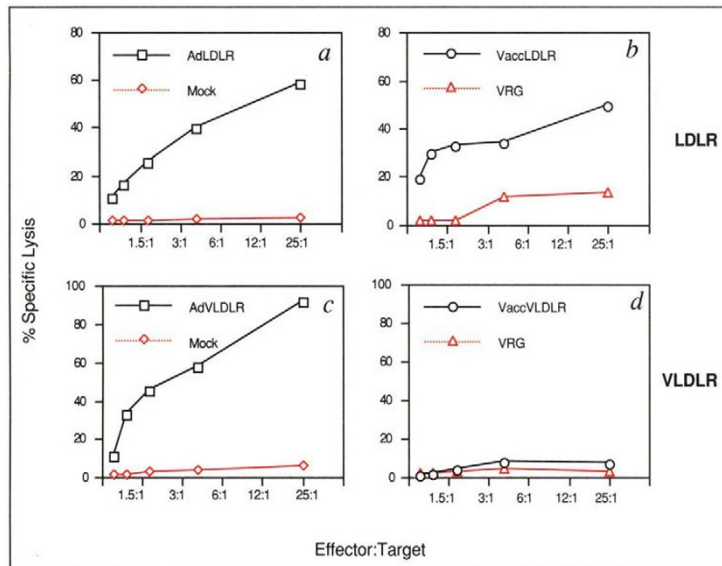 80
60
40
20
0
% Specific Lysis
a
AdLDLR
Mock
1.5:1 3:1 6:1 12:1 25:1
80
60
40
20
0
b
VaccLDLR
VRG
1.5:1 3:1 6:1 12:1 25:1
LDLR
100
80
60
40
20
0
AdVLDLR
c
Mock
1.5:1 3:1 6:1 12:1 25:1
100
80
60
40
20
0
d
VaccVLDLR
VRG
1.5:1 3:1 6:1 12:1 25:1
VLDLR
Effector:Target